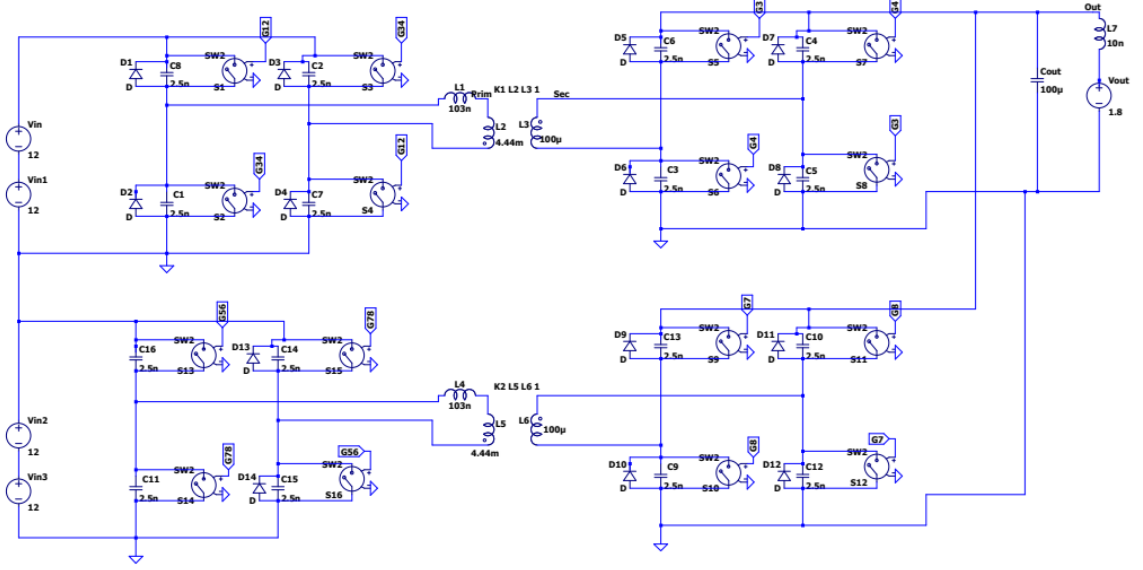 G12
G34
G3
G4
Out
SW2
SW2
SW2
SW2
L7
10n
D1
C8
D3
C2
D5
C6
D7
C4
D
2.5n
S1
D
2.5n
S3
D
2.5n
S5
D
2.5n
S7
Cout
100µ
Vout
1.8
L1
Prim
K1 L2 L3 1
Sec
103n
Vin
12
L2
4.44m
L3
100µ
G34
G12
G4
G3
Vin1
12
SW2
SW2
SW2
SW2
D2
C1
D4
C7
D6
C3
D8
C5
D
2.5n
S2
D
2.5n
S4
D
2.5n
S6
D
2.5n
S8
G56
G78
G7
G8
SW2
SW2
SW2
SW2
C16
D13
C14
D9
C13
D11
C10
2.5n
S13
D
2.5n
S15
D
2.5n
S9
D
2.5n
S11
L4
K2 L5 L6 1
103n
Vin2
12
L5
4.44m
L6
100µ
G78
G56
G8
G7
Vin3
12
SW2
SW2
SW2
SW2
C11
D14
C15
D10
C9
D12
C12
2.5n
S14
D
2.5n
S16
D
2.5n
S10
D
2.5n
S12